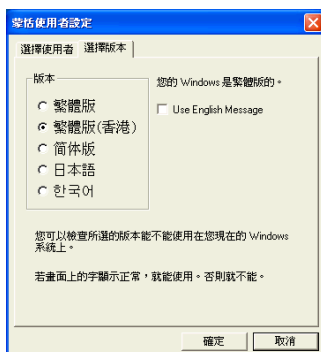 蒙恬使用者設定
選擇使用者 選擇版本
版本
繁體版
繁體版(香港)
简体版
日本語
한국어
您的 Windows 是繁體版的。
Use English Message
您可以檢查所選的版本能不能使用在您現在的 Windows
系統上。
若畫面上的字顯示正常，就能使用。否則就不能。
確定 取消